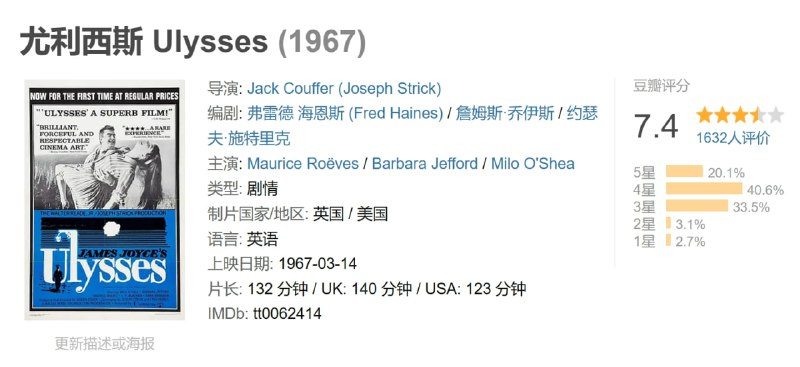 尤利西斯 Ulysses (1967)
NOW FOR THE FIRST TIME AT REGULAR PRICES
"'ULYSSES' A SUPERB FILM!"
"BRILLIANT, FORCEFUL AND RESPECTABLE CINEMA ART."
"★★★★..A RARE EXPERIENCE."
THE WALTER READE, JR./JOSEPH STRICK PRODUCTION
JAMES JOYCE'S
Ulysses
更新描述或海报
导演: Jack Couffer (Joseph Strick)
编剧: 弗雷德 海恩斯 (Fred Haines) / 詹姆斯·乔伊斯 / 约瑟
夫·施特里克
主演: Maurice Roëves / Barbara Jefford / Milo O'Shea
类型: 剧情
制片国家/地区: 英国 / 美国
语言: 英语
上映日期: 1967-03-14
片长: 132 分钟 / UK: 140 分钟 / USA: 123 分钟
IMDb: tt0062414
豆瓣评分
7.4
1632人评价
5星 20.1%
4星 40.6%
3星 33.5%
2星 3.1%
1星 2.7%